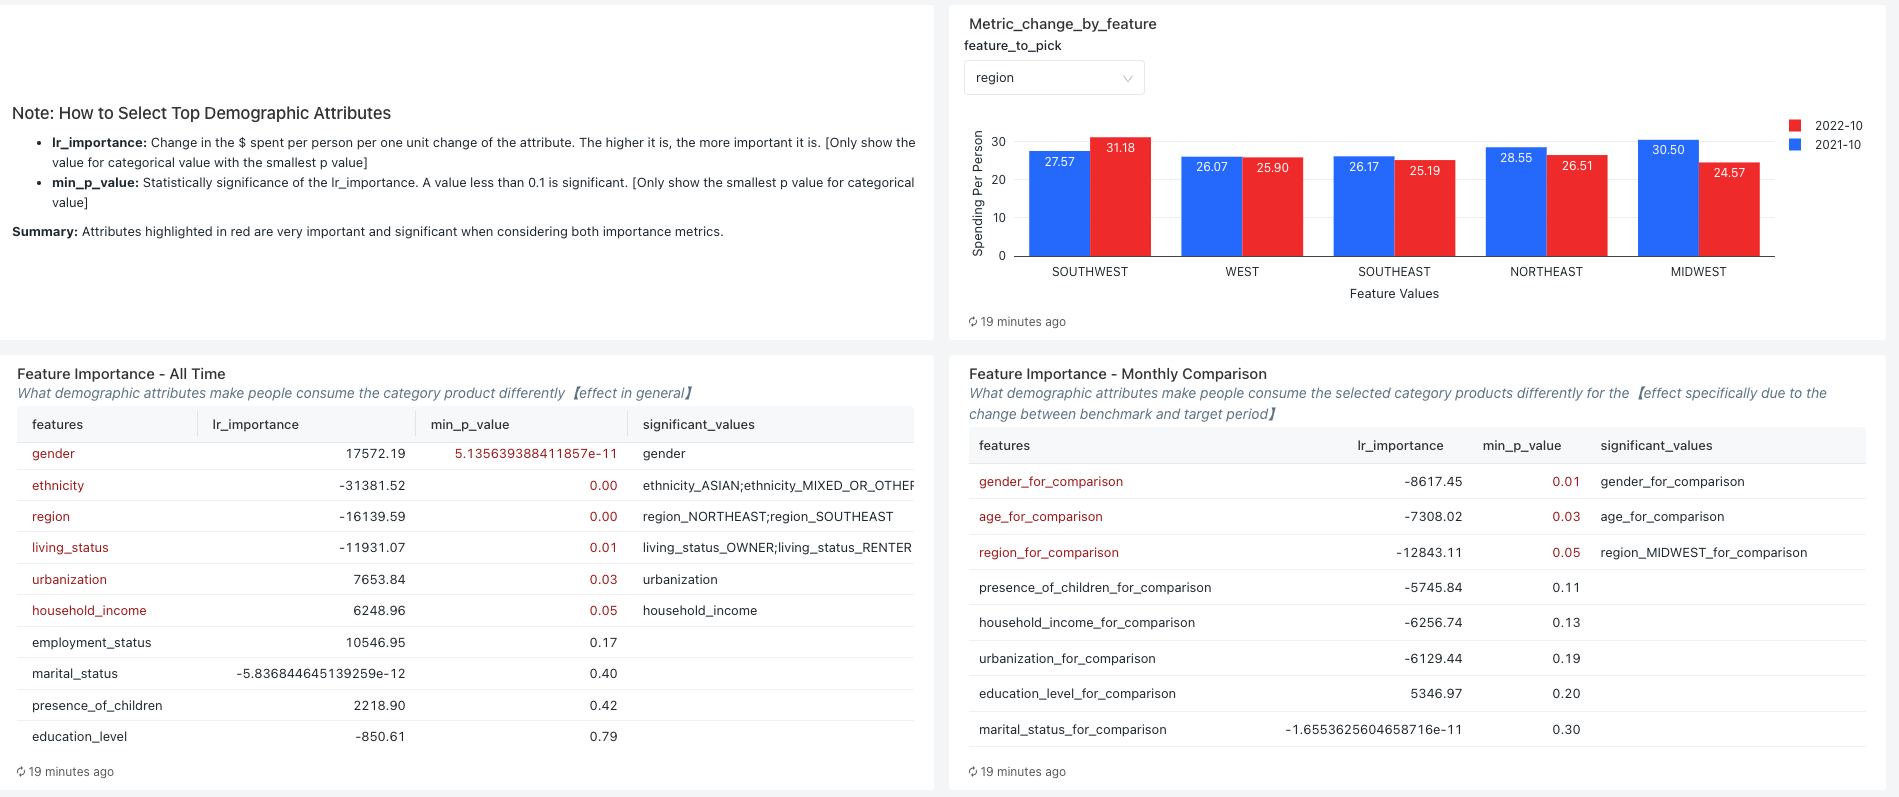 Note: How to Select Top Demographic Attributes
• lr_importance: Change in the $ spent per person per one unit change of the attribute. The higher it is, the more important it is. [Only show the
value for categorical value with the smallest p value]
• min_p_value: Statistically significance of the lr_importance. A value less than 0.1 is significant. [Only show the smallest p value for categorical
value]
Summary: Attributes highlighted in red are very important and significant when considering both importance metrics.
Metric_change_by_feature
feature_to_pick
region
Spending Per Person
30
20
10
0
27.57 31.18 26.07 25.90 26.17 25.19 28.55 26.51 30.50 24.57
SOUTHWEST WEST SOUTHEAST NORTHEAST MIDWEST
Feature Values
2022-10
2021-10
19 minutes ago
Feature Importance - All Time
What demographic attributes make people consume the category product differently【effect in general】
features lr_importance min_p_value significant_values
gender 17572.19 5.135639388411857e-11 gender
ethnicity -31381.52 0.00 ethnicity_ASIAN;ethnicity_MIXED_OR_OTHER
region -16139.59 0.00 region_NORTHEAST;region_SOUTHEAST
living_status -11931.07 0.01 living_status_OWNER;living_status_RENTER
urbanization 7653.84 0.03 urbanization
household_income 6248.96 0.05 household_income
employment_status 10546.95 0.17
marital_status -5.836844645139259e-12 0.40
presence_of_children 2218.90 0.42
education_level -850.61 0.79
19 minutes ago
Feature Importance - Monthly Comparison
What demographic attributes make people consume the selected category products differently for the【effect specifically due to the
change between benchmark and target period】
features lr_importance min_p_value significant_values
gender_for_comparison -8617.45 0.01 gender_for_comparison
age_for_comparison -7308.02 0.03 age_for_comparison
region_for_comparison -12843.11 0.05 region_MIDWEST_for_comparison
presence_of_children_for_comparison -5745.84 0.11
household_income_for_comparison -6256.74 0.13
urbanization_for_comparison -6129.44 0.19
education_level_for_comparison 5346.97 0.20
marital_status_for_comparison -1.6553625604658716e-11 0.30
19 minutes ago